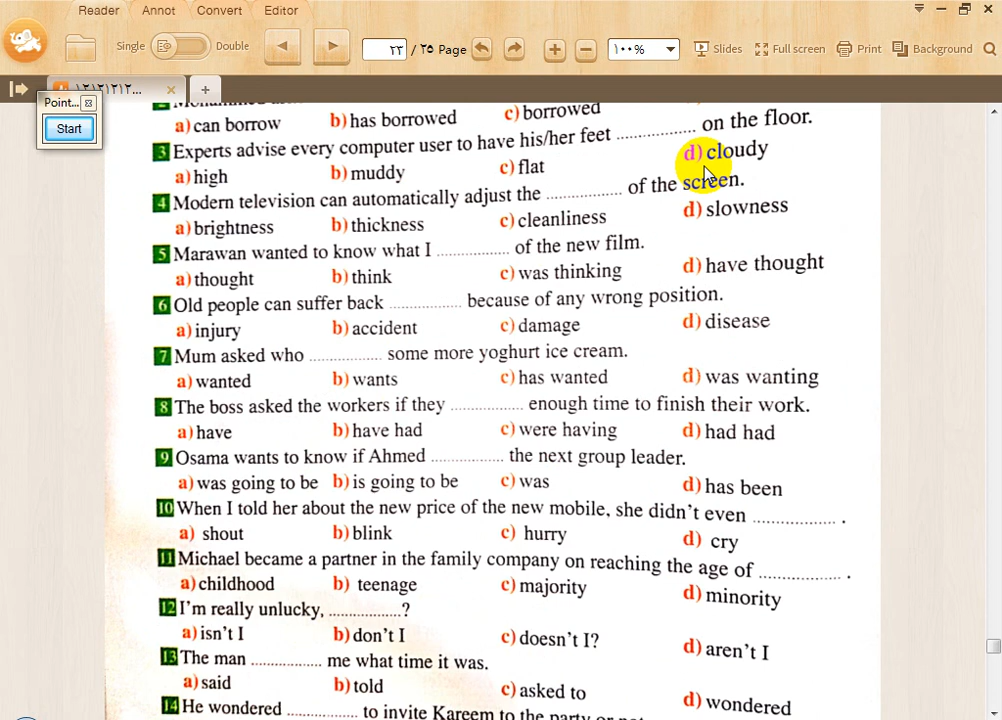 Reader Annot Convert Editor
Single Double ٢٣ / ٢٥ Page ١٠٠% Slides Full screen Print Background
١٢١٢١٢١٢...
Point...
Start
a) can borrow b) has borrowed c) borrowed
3 Experts advise every computer user to have his/her feet .............. on the floor.
a) high b) muddy c) flat d) cloudy
4 Modern television can automatically adjust the .............. of the screen.
a) brightness b) thickness c) cleanliness d) slowness
5 Marawan wanted to know what I .............. of the new film.
a) thought b) think c) was thinking d) have thought
6 Old people can suffer back .............. because of any wrong position.
a) injury b) accident c) damage d) disease
7 Mum asked who .............. some more yoghurt ice cream.
a) wanted b) wants c) has wanted d) was wanting
8 The boss asked the workers if they .............. enough time to finish their work.
a) have b) have had c) were having d) had had
9 Osama wants to know if Ahmed .............. the next group leader.
a) was going to be b) is going to be c) was d) has been
10 When I told her about the new price of the new mobile, she didn't even .............. .
a) shout b) blink c) hurry d) cry
11 Michael became a partner in the family company on reaching the age of .............. .
a) childhood b) teenage c) majority d) minority
12 I'm really unlucky, ..............?
a) isn't I b) don't I c) doesn't I? d) aren't I
13 The man .............. me what time it was.
a) said b) told c) asked to d) wondered
14 He wondered .............. to invite Kareem to the party or not